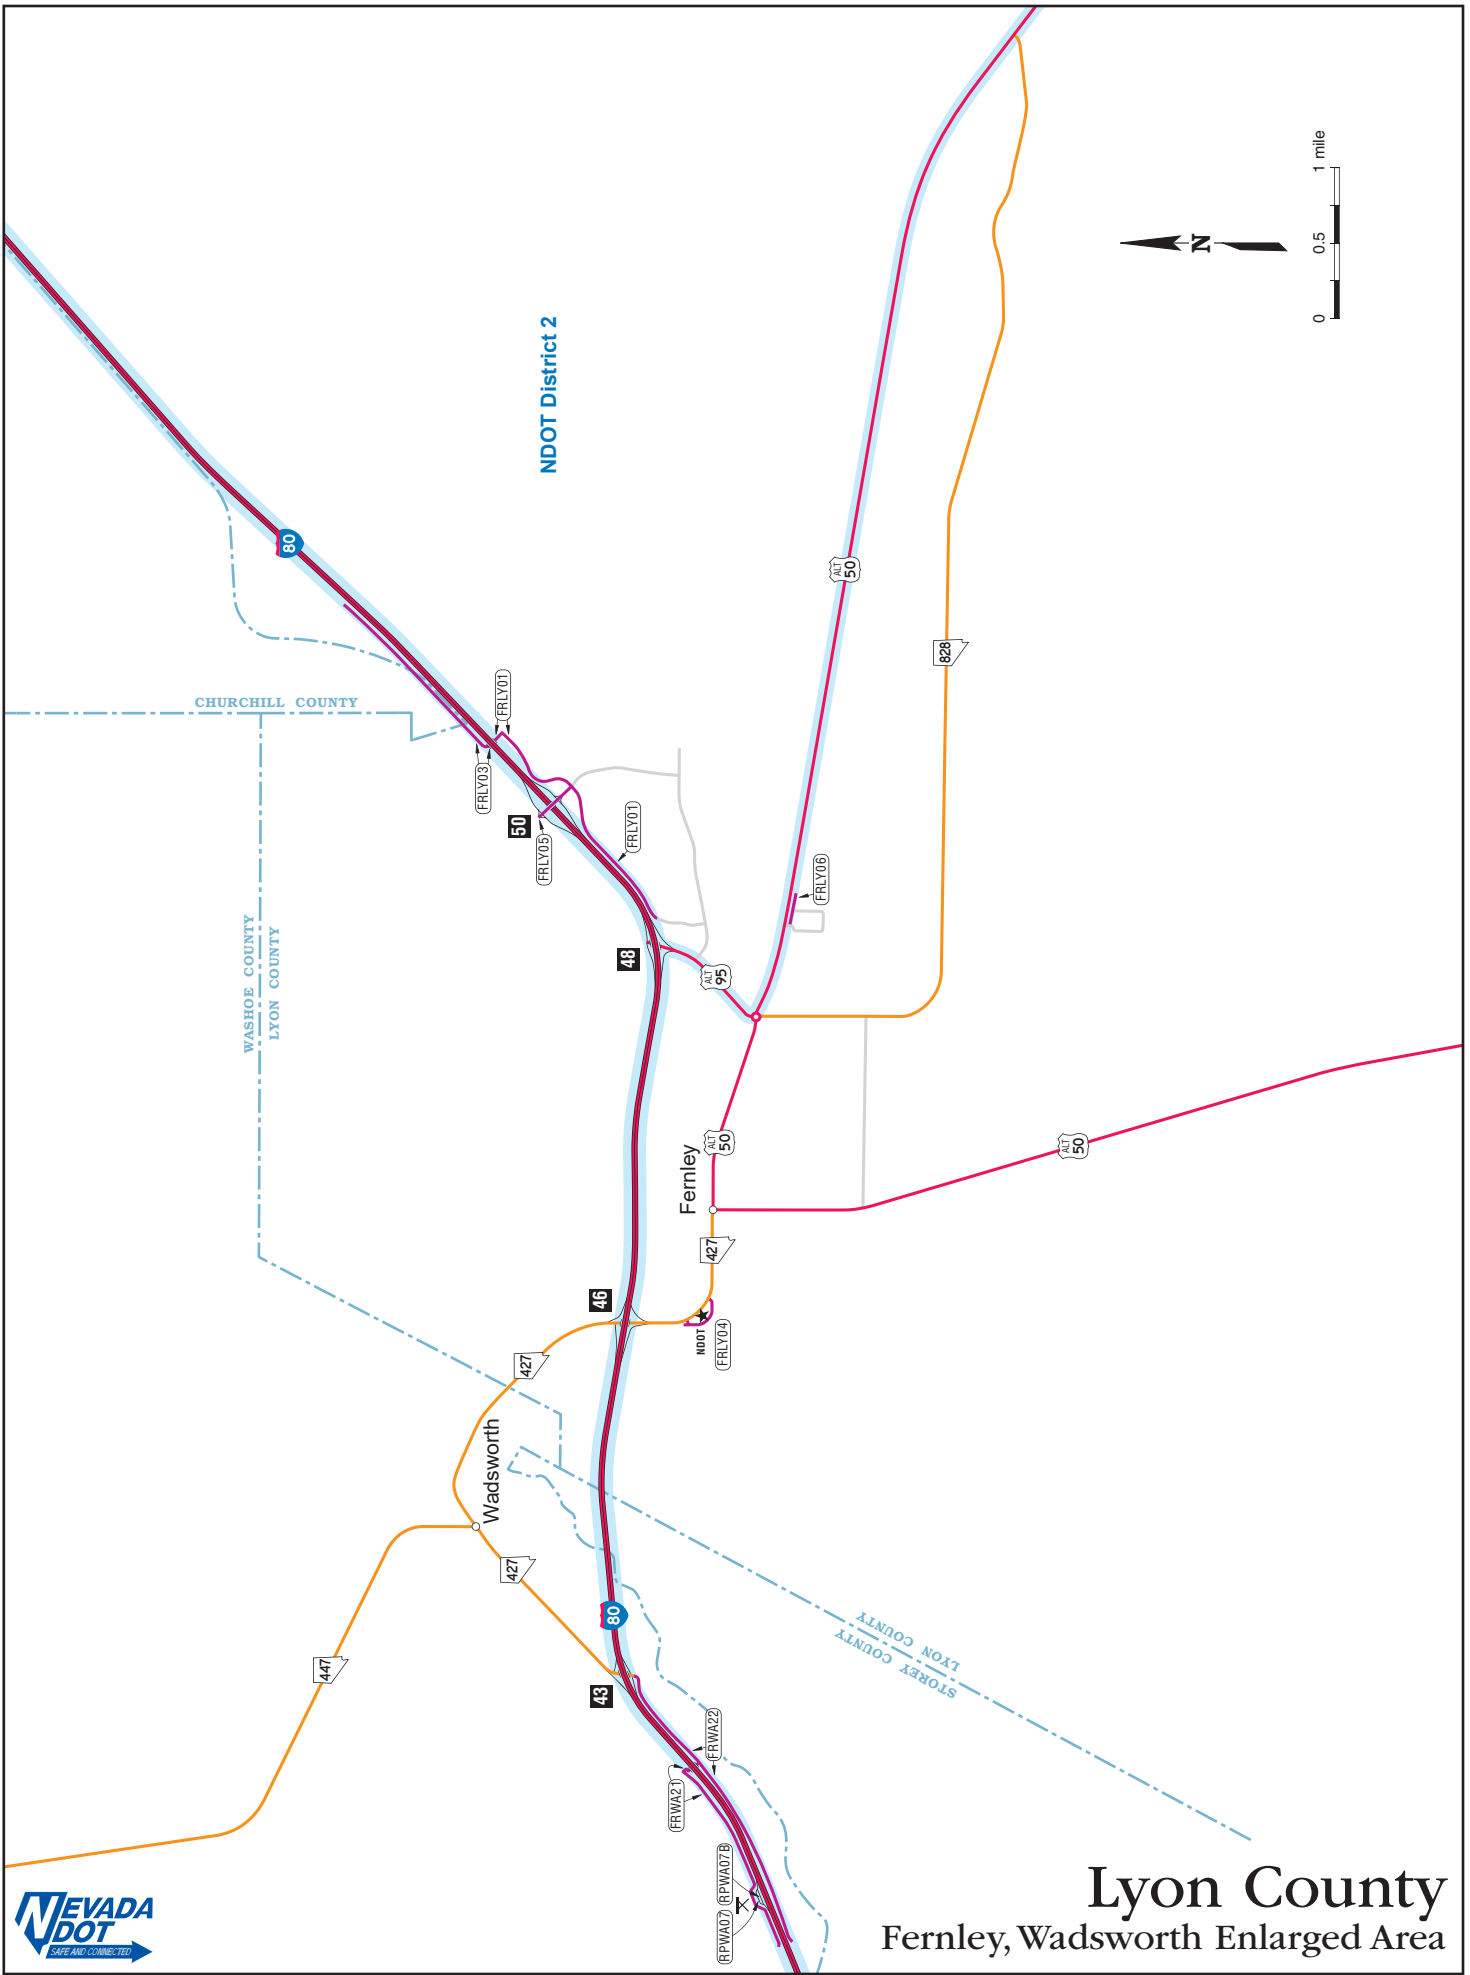 NDOT District 2
N
0 0.5 1 mile
80
CHURCHILL COUNTY
FRLY01
FRLY03
50
FRLY05
FRLY01
ALT
50
828
FRLY06
WASHOE COUNTY
LYON COUNTY
48
ALT
95
Fernley
ALT
50
ALT
50
427
46
NDOT
FRLY04
427
Wadsworth
427
80
447
43
LYON COUNTY
STOREY COUNTY
FRWA22
FRWA21
RPWA07B
RPWA07
NEVADA
DOT
SAFE AND CONNECTED
Lyon County
Fernley, Wadsworth Enlarged Area